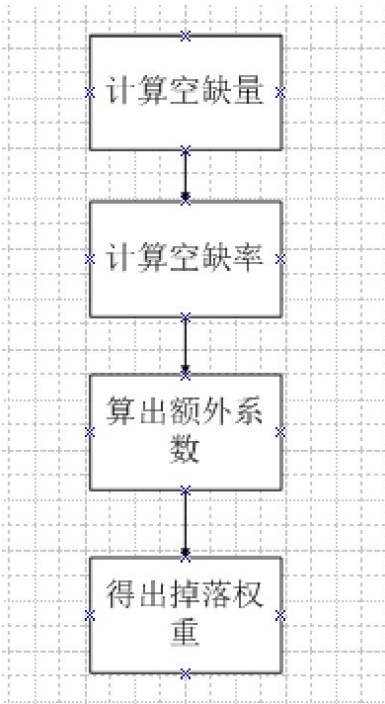 计算空缺量
计算空缺率
算出额外系
数
得出掉落权
重